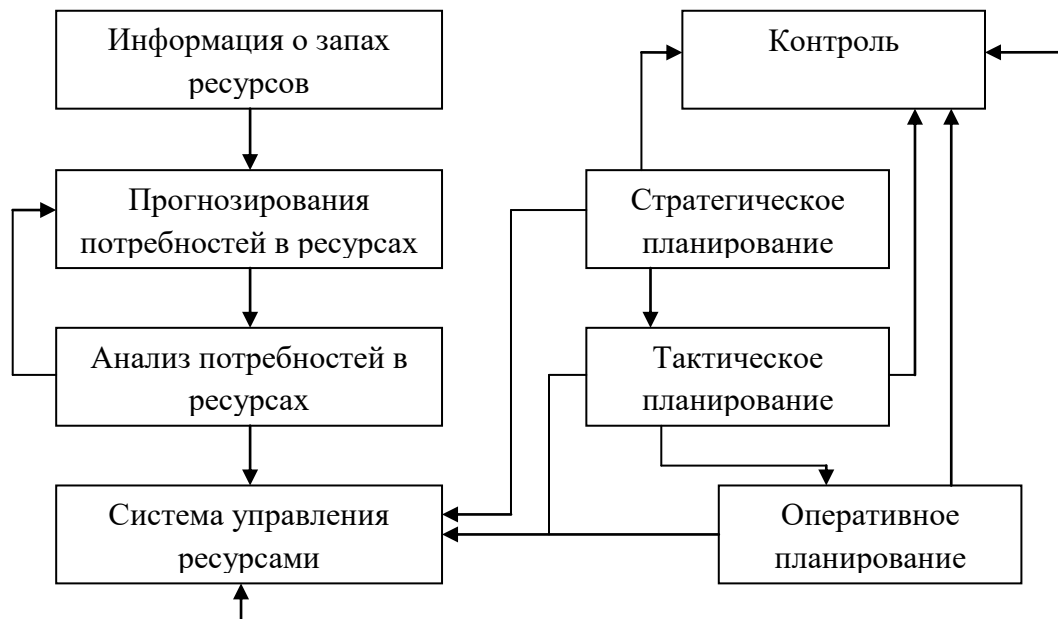 Информация о запах
ресурсов
Контроль
Прогнозирования
потребностей в ресурсах
Стратегическое
планирование
Анализ потребностей в
ресурсах
Тактическое
планирование
Система управления
ресурсами
Оперативное
планирование